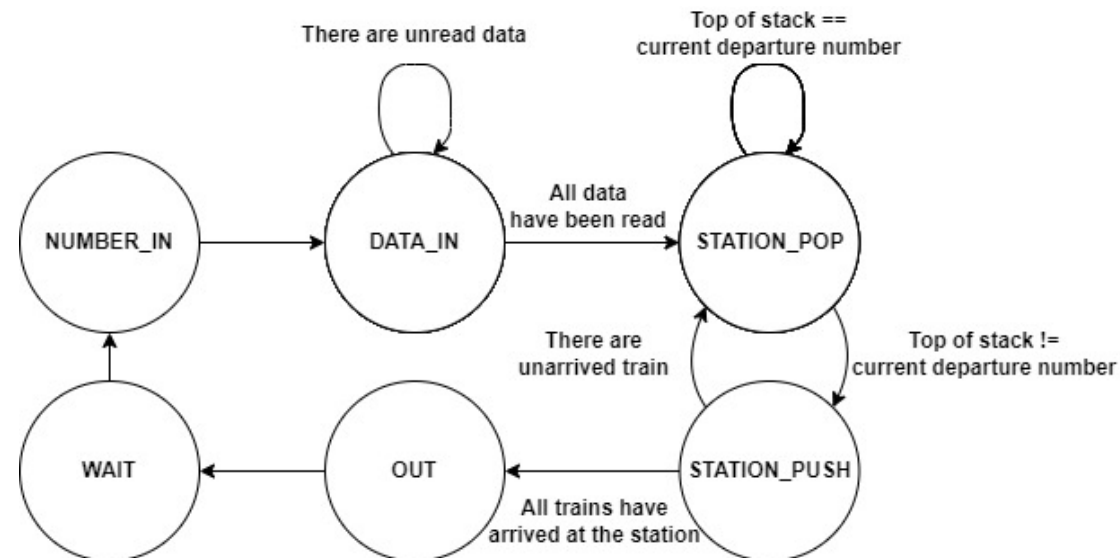 There are unread data
Top of stack ==
current departure number
NUMBER_IN
DATA_IN
All data
have been read
STATION_POP
There are
unarrived train
Top of stack !=
current departure number
WAIT
OUT
STATION_PUSH
All trains have
arrived at the station